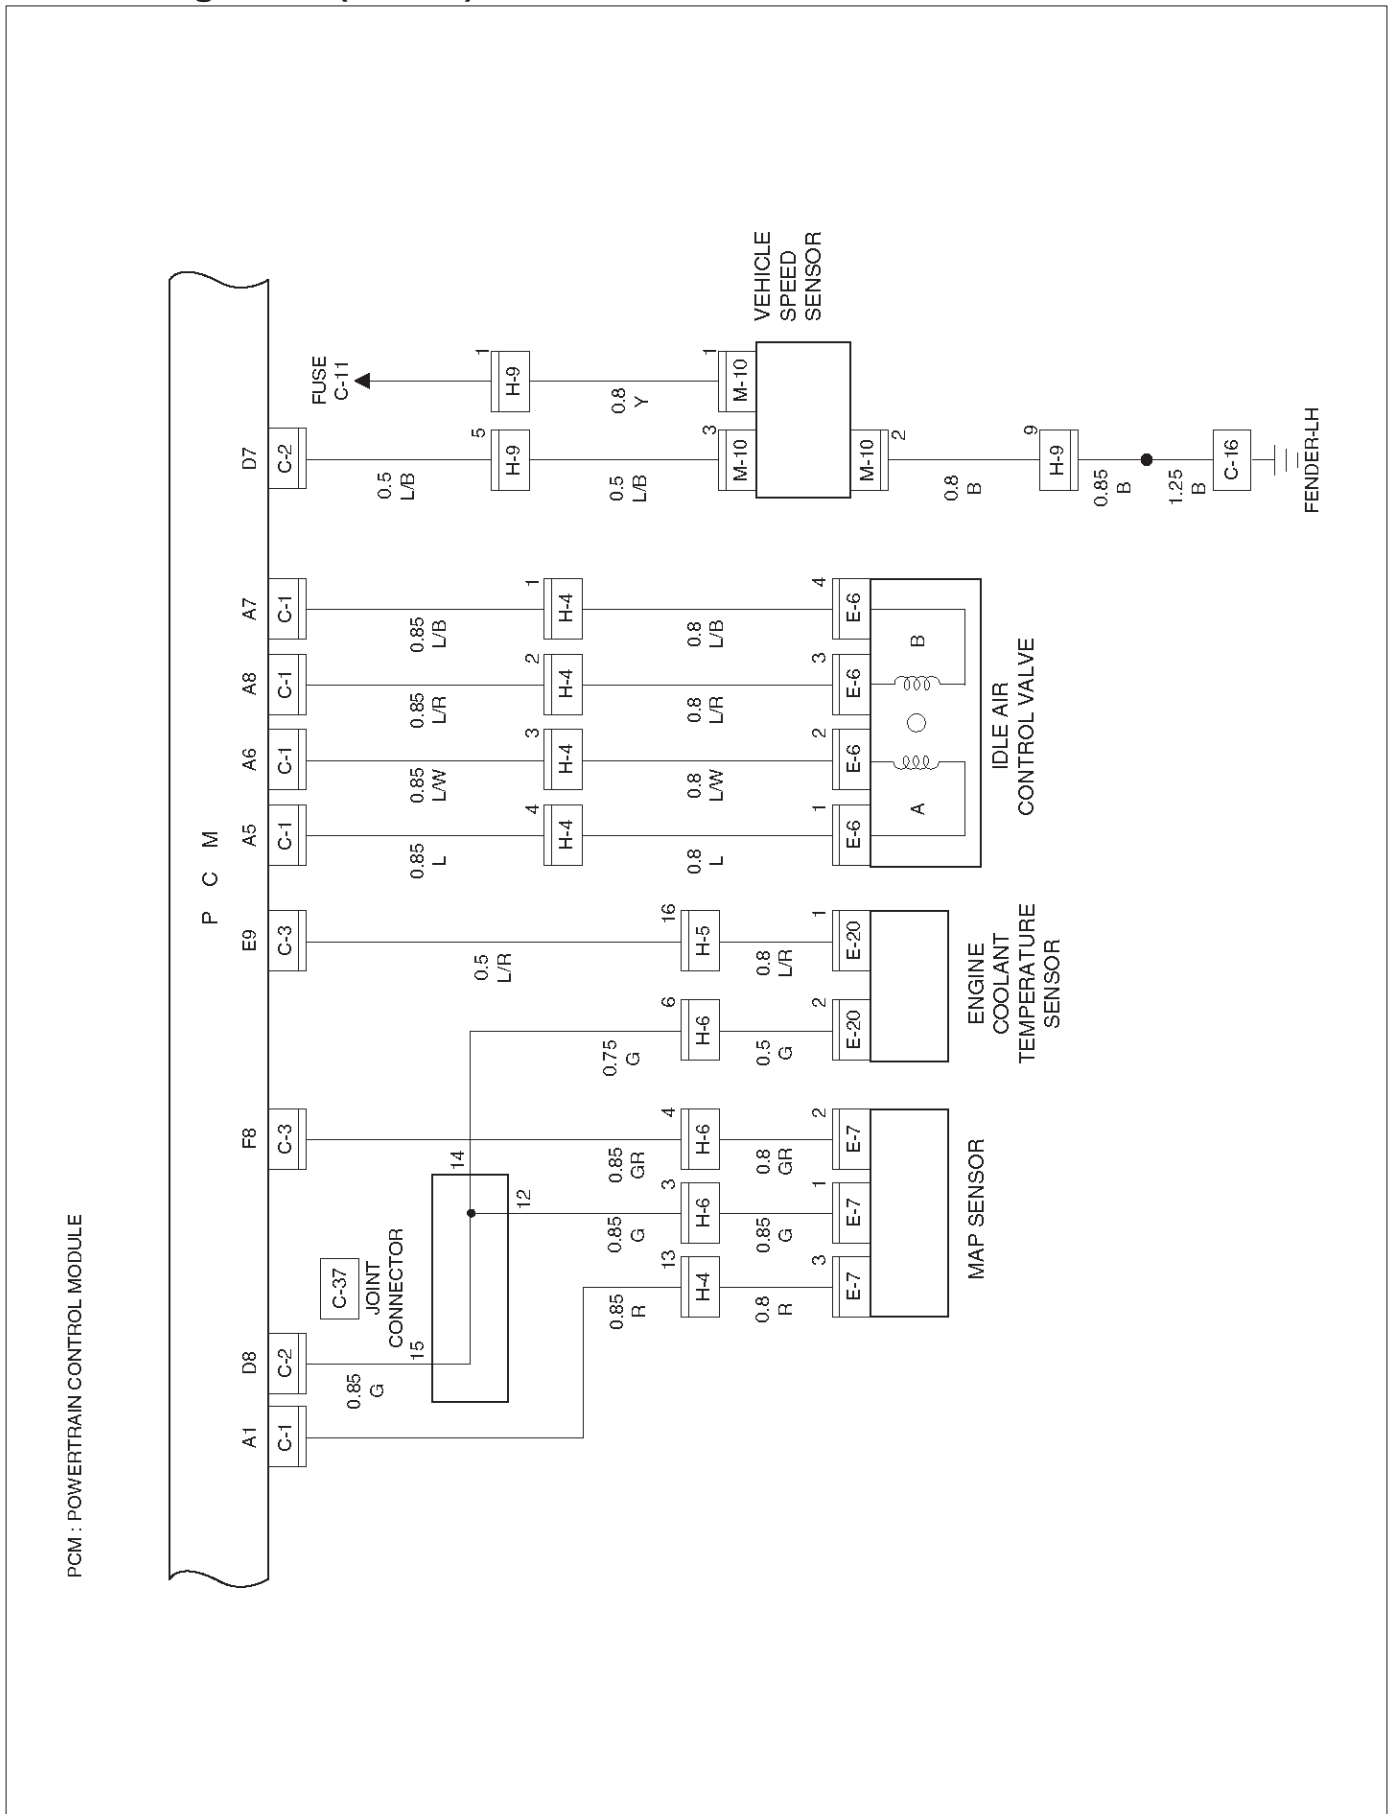 PCM : POWERTRAIN CONTROL MODULE
P C M
A1
D8
F8
E9
A5
A6
A8
A7
D7
C-1
C-2
C-3
C-3
C-1
C-1
C-1
C-1
C-2
FUSE
C-11
C-37
JOINT
CONNECTOR
0.85
G
15
14
12
0.5
L/R
0.85
L
0.85
L/W
0.85
L/R
0.85
L/B
0.5
L/B
4
3
2
1
5
1
H-4
H-4
H-4
H-4
H-9
H-9
0.85
R
0.85
G
0.85
GR
0.75
G
0.5
L/B
0.8
Y
13
3
4
6
16
H-4
H-6
H-6
H-6
H-5
0.8
R
0.85
G
0.8
GR
0.5
G
0.8
L/R
0.8
L
0.8
L/W
0.8
L/R
0.8
L/B
3
1
M-10
M-10
VEHICLE
SPEED
SENSOR
3
1
2
2
1
1
2
3
4
E-7
E-7
E-7
E-20
E-20
E-6
E-6
E-6
E-6
M-10
2
A
B
MAP SENSOR
ENGINE
COOLANT
TEMPERATURE
SENSOR
IDLE AIR
CONTROL VALVE
0.8
B
9
H-9
0.85
B
1.25
B
C-16
FENDER-LH